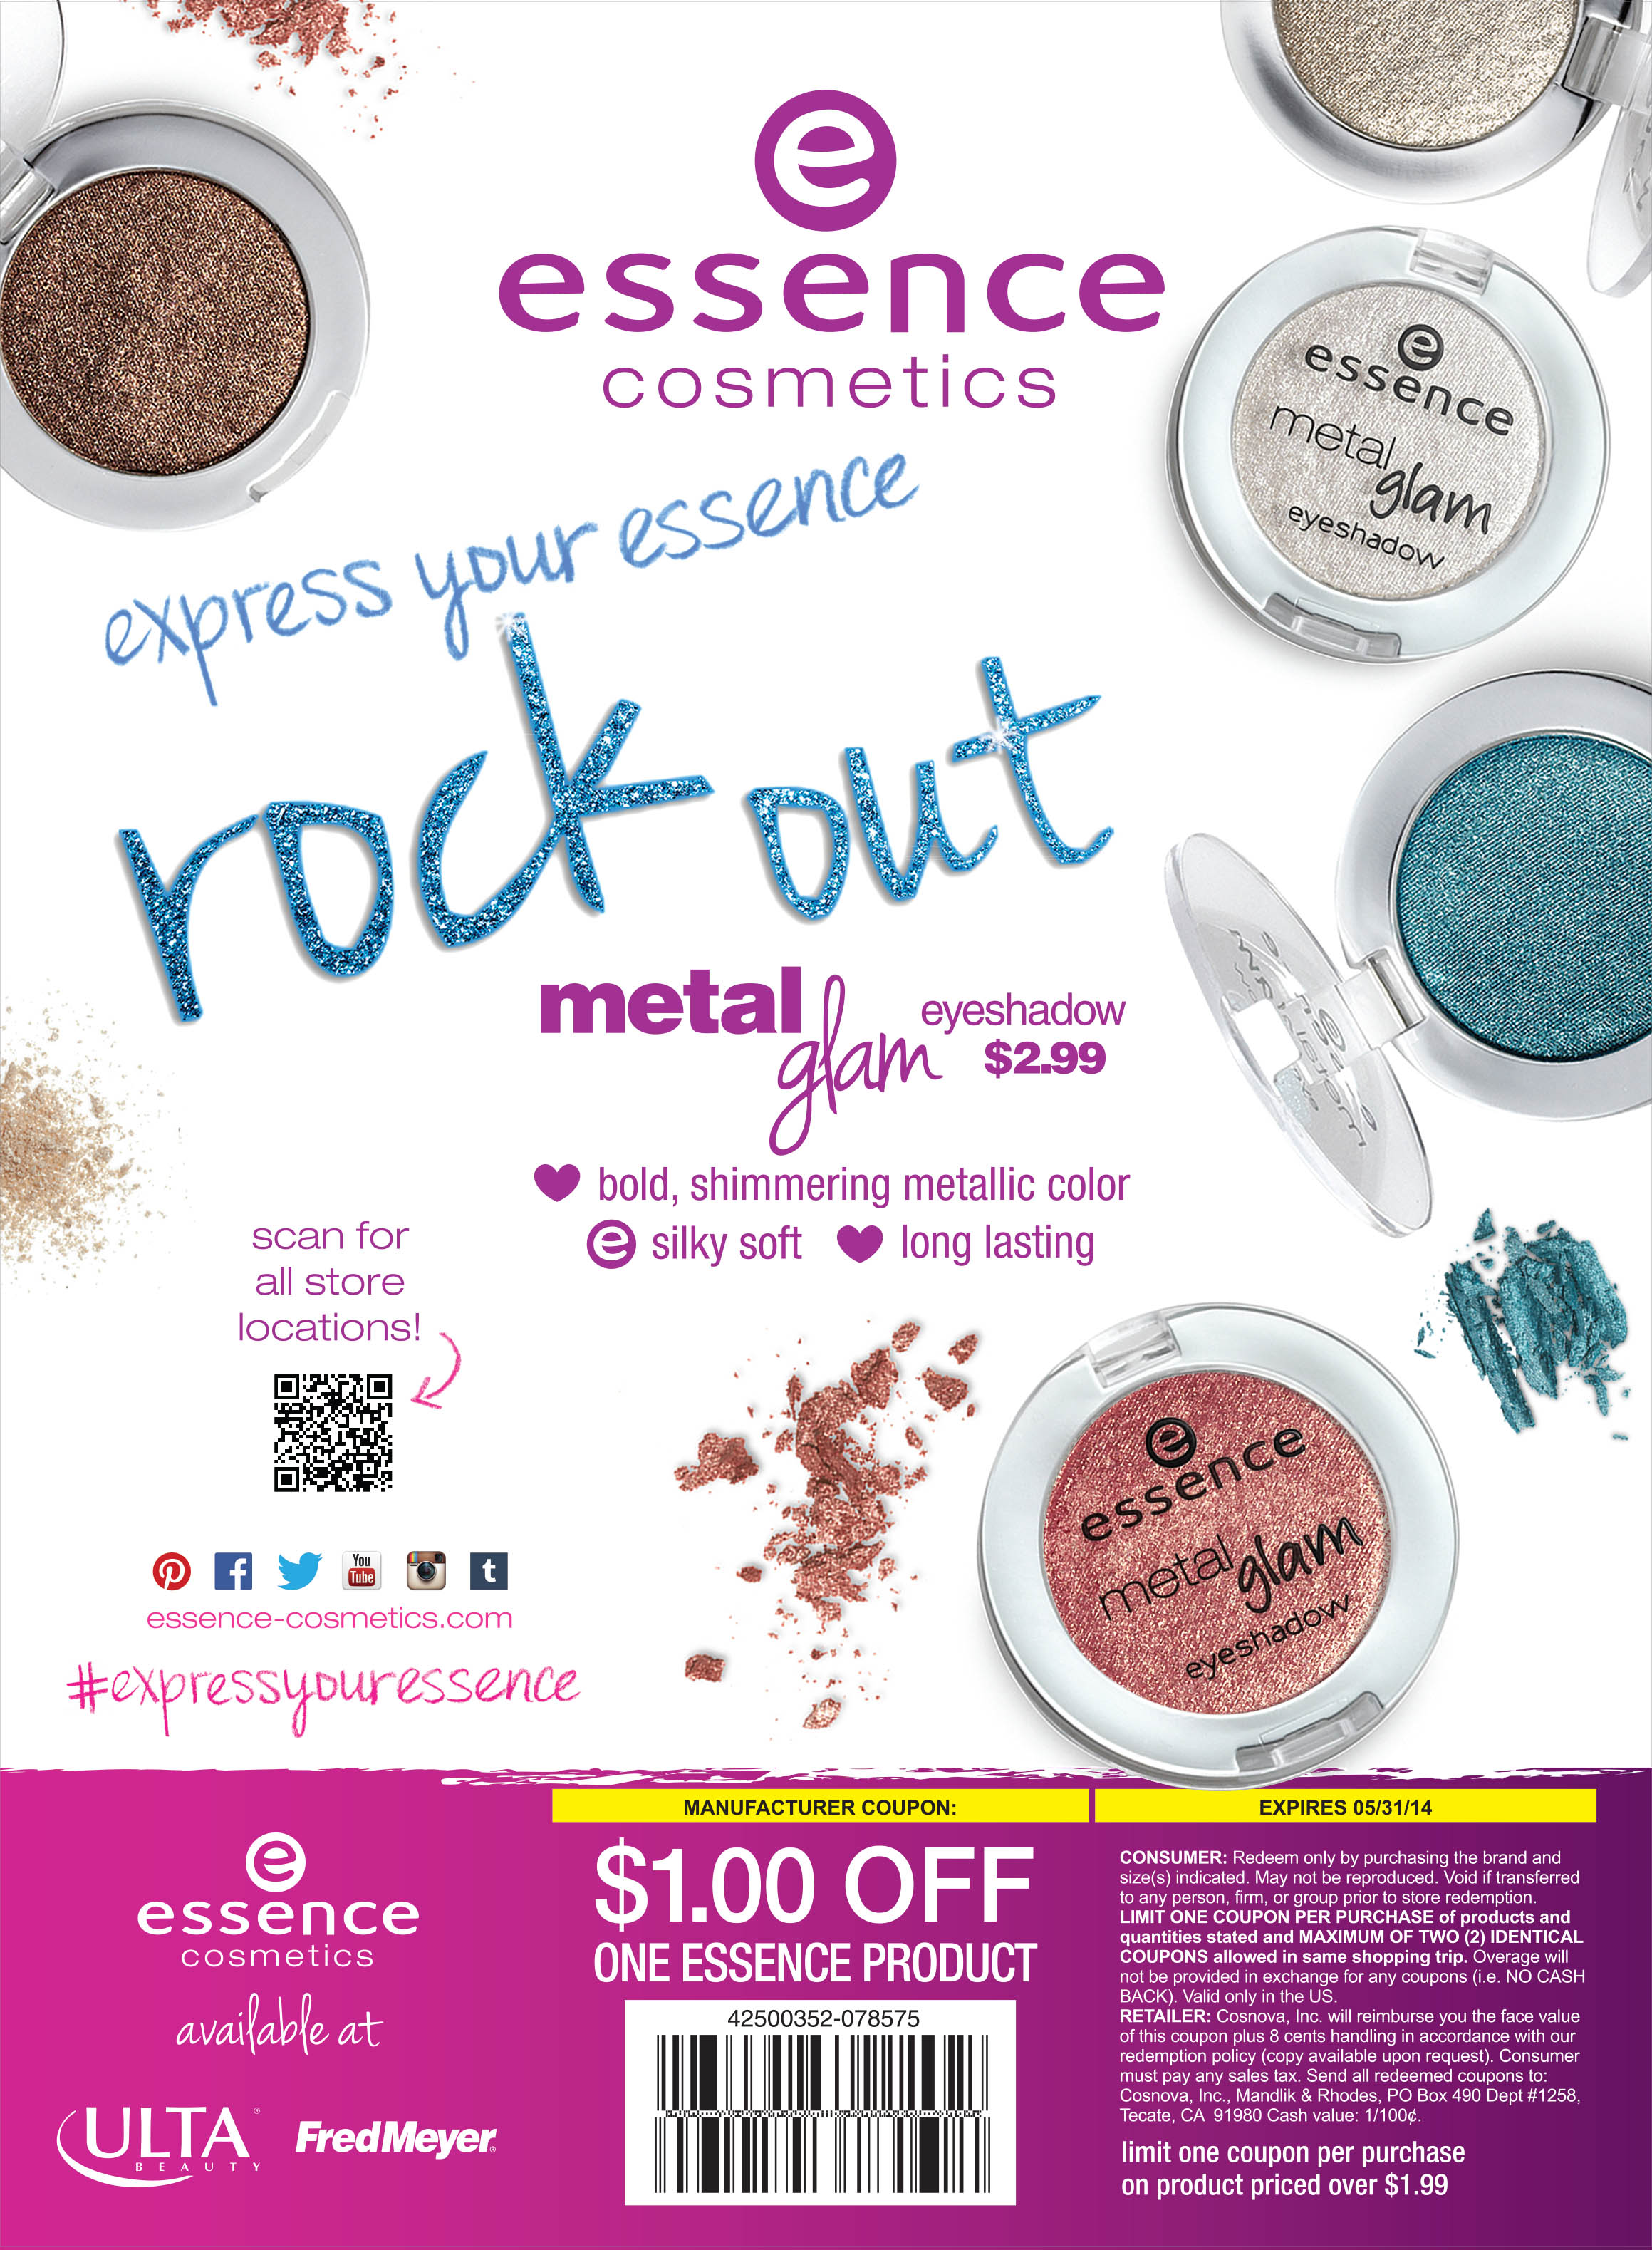 e
essence
cosmetics
e
essence
metal
glam
eyeshadow
express your essence
rock out
metal
glam
eyeshadow
$2.99
bold, shimmering metallic color
e silky soft
long lasting
scan for
all store
locations!
e
essence
metal
glam
eyeshadow
You
Tube
t
essence-cosmetics.com
#expressyouressence
e
essence
cosmetics
available at
ULTA®
BEAUTY
FredMeyer®
MANUFACTURER COUPON:
$1.00 OFF
ONE ESSENCE PRODUCT
42500352-078575
EXPIRES 05/31/14
CONSUMER: Redeem only by purchasing the brand and
size(s) indicated. May not be reproduced. Void if transferred
to any person, firm, or group prior to store redemption.
LIMIT ONE COUPON PER PURCHASE of products and
quantities stated and MAXIMUM OF TWO (2) IDENTICAL
COUPONS allowed in same shopping trip. Overage will
not be provided in exchange for any coupons (i.e. NO CASH
BACK). Valid only in the US.
RETAILER: Cosnova, Inc. will reimburse you the face value
of this coupon plus 8 cents handling in accordance with our
redemption policy (copy available upon request). Consumer
must pay any sales tax. Send all redeemed coupons to:
Cosnova, Inc., Mandlik & Rhodes, PO Box 490 Dept #1258,
Tecate, CA 91980 Cash value: 1/100¢.
limit one coupon per purchase
on product priced over $1.99